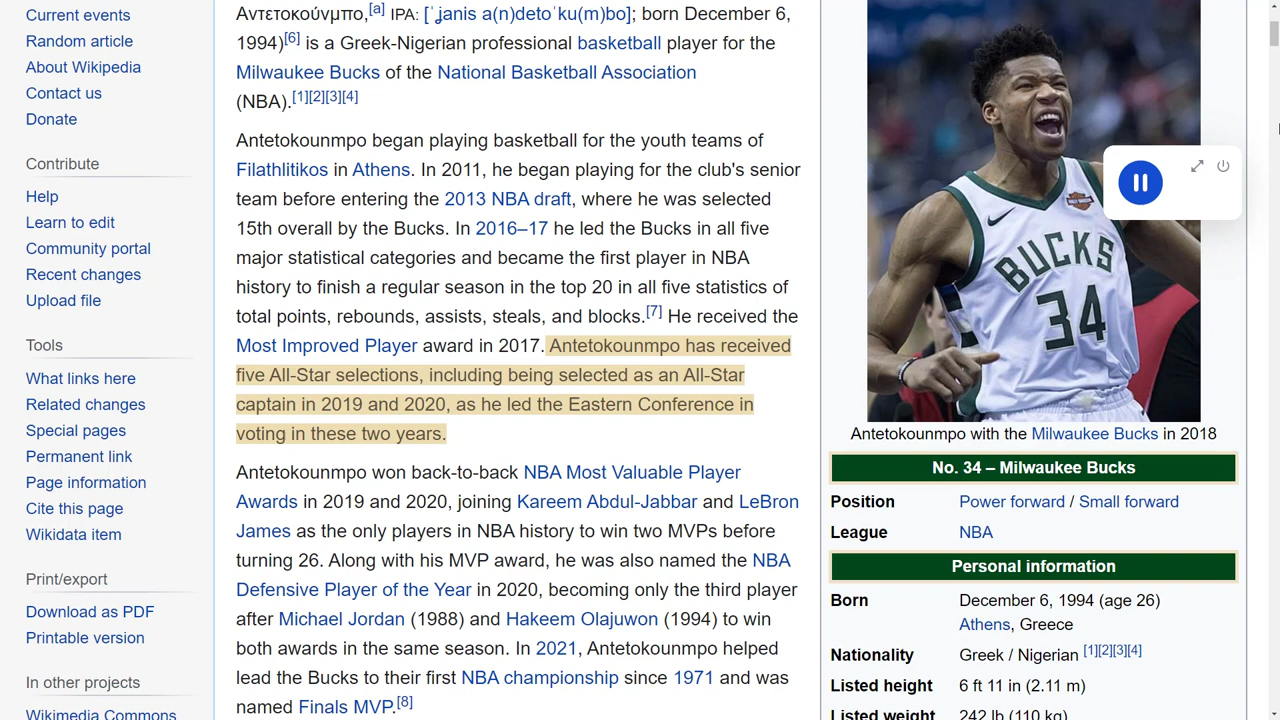 Current events
Random article
About Wikipedia
Contact us
Donate
Contribute
Help
Learn to edit
Community portal
Recent changes
Upload file
Tools
What links here
Related changes
Special pages
Permanent link
Page information
Cite this page
Wikidata item
Print/export
Download as PDF
Printable version
In other projects
Wikimedia Commons
Αντετοκούνμπο,[a] IPA: [ˈʝanis a(n)detoˈku(m)bo]; born December 6,
1994)[6] is a Greek-Nigerian professional basketball player for the
Milwaukee Bucks of the National Basketball Association
(NBA).[1][2][3][4]
Antetokounmpo began playing basketball for the youth teams of
Filathlitikos in Athens. In 2011, he began playing for the club's senior
team before entering the 2013 NBA draft, where he was selected
15th overall by the Bucks. In 2016–17 he led the Bucks in all five
major statistical categories and became the first player in NBA
history to finish a regular season in the top 20 in all five statistics of
total points, rebounds, assists, steals, and blocks.[7] He received the
Most Improved Player award in 2017. Antetokounmpo has received
five All-Star selections, including being selected as an All-Star
captain in 2019 and 2020, as he led the Eastern Conference in
voting in these two years.
Antetokounmpo won back-to-back NBA Most Valuable Player
Awards in 2019 and 2020, joining Kareem Abdul-Jabbar and LeBron
James as the only players in NBA history to win two MVPs before
turning 26. Along with his MVP award, he was also named the NBA
Defensive Player of the Year in 2020, becoming only the third player
after Michael Jordan (1988) and Hakeem Olajuwon (1994) to win
both awards in the same season. In 2021, Antetokounmpo helped
lead the Bucks to their first NBA championship since 1971 and was
named Finals MVP.[8]
BUCKS
34
Antetokounmpo with the Milwaukee Bucks in 2018
No. 34 – Milwaukee Bucks
Position Power forward / Small forward
League NBA
Personal information
Born December 6, 1994 (age 26)
Athens, Greece
Nationality Greek / Nigerian [1][2][3][4]
Listed height 6 ft 11 in (2.11 m)
Listed weight 242 lb (110 kg)